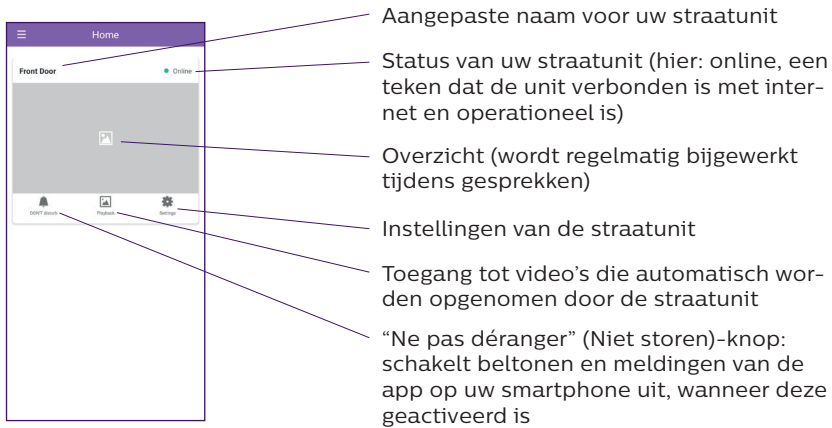 Home
Front Door
Online
DON'T disturb
Playback
Settings
Aangepaste naam voor uw straatunit
Status van uw straatunit (hier: online, een
teken dat de unit verbonden is met inter-
net en operationeel is)
Overzicht (wordt regelmatig bijgewerkt
tijdens gesprekken)
Instellingen van de straatunit
Toegang tot video’s die automatisch wor-
den opgenomen door de straatunit
“Ne pas déranger” (Niet storen)-knop:
schakelt beltonen en meldingen van de
app op uw smartphone uit, wanneer deze
geactiveerd is